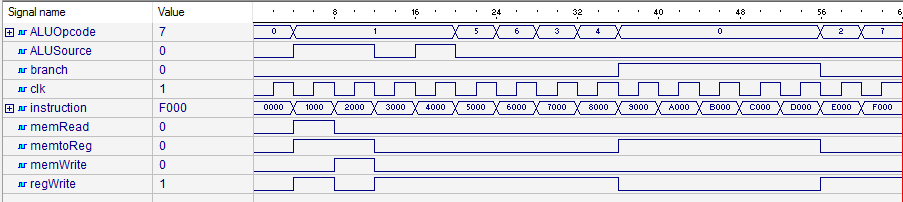 Signal name Value 8 16 24 32 40 48 56 6
ALUOpcode 7 0 1 5 6 3 4 0 2 7
ALUSource 0
branch 0
clk 1
instruction F000 0000 1000 2000 3000 4000 5000 6000 7000 8000 9000 A000 B000 C000 D000 E000 F000
memRead 0
memtoReg 0
memWrite 0
regWrite 1